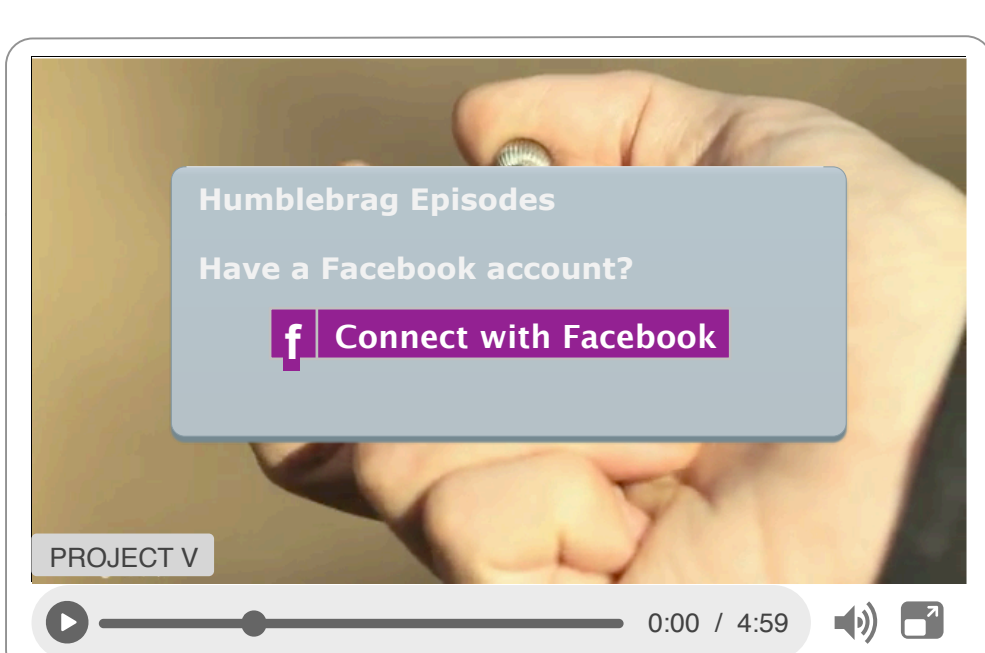 Humblebrag Episodes
Have a Facebook account?
f Connect with Facebook
PROJECT V
0:00 / 4:59